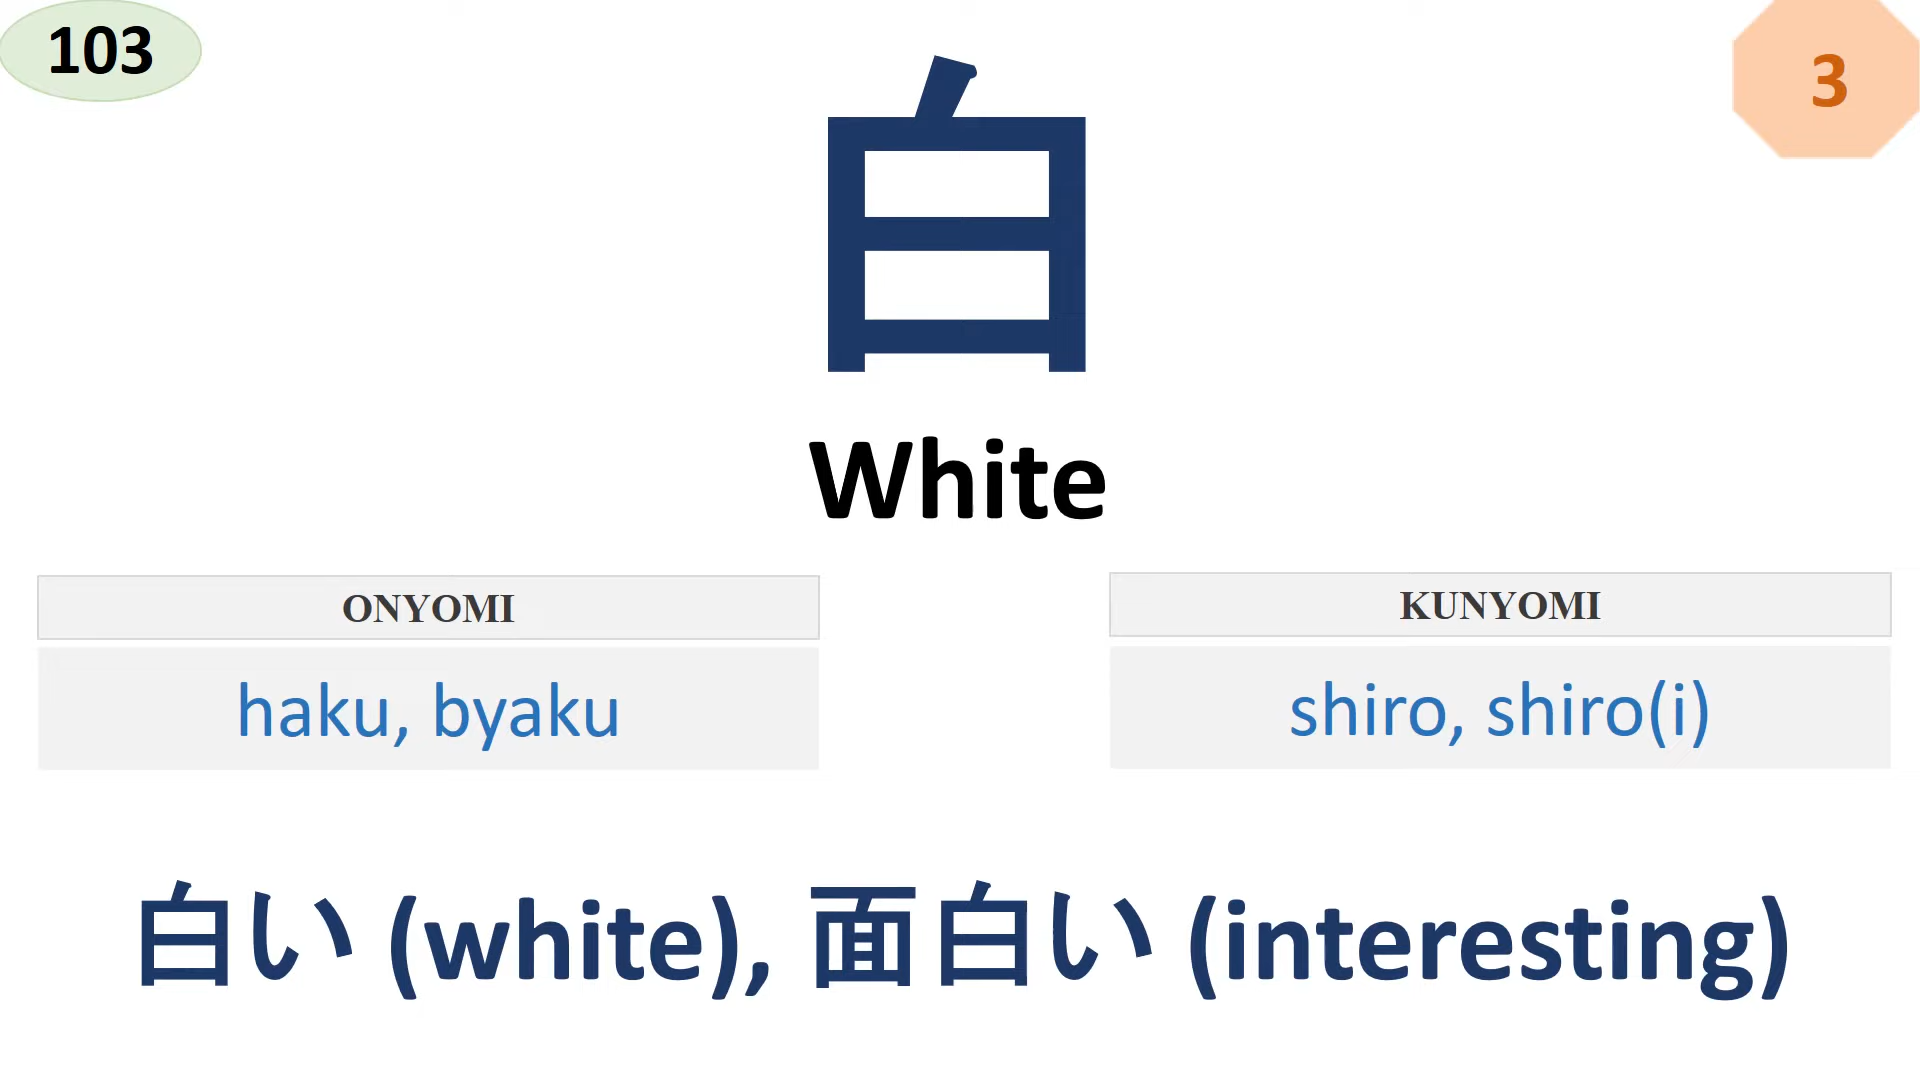 103
3
白
White
ONYOMI
KUNYOMI
haku, byaku
shiro, shiro(i)
白い (white), 面白い (interesting)